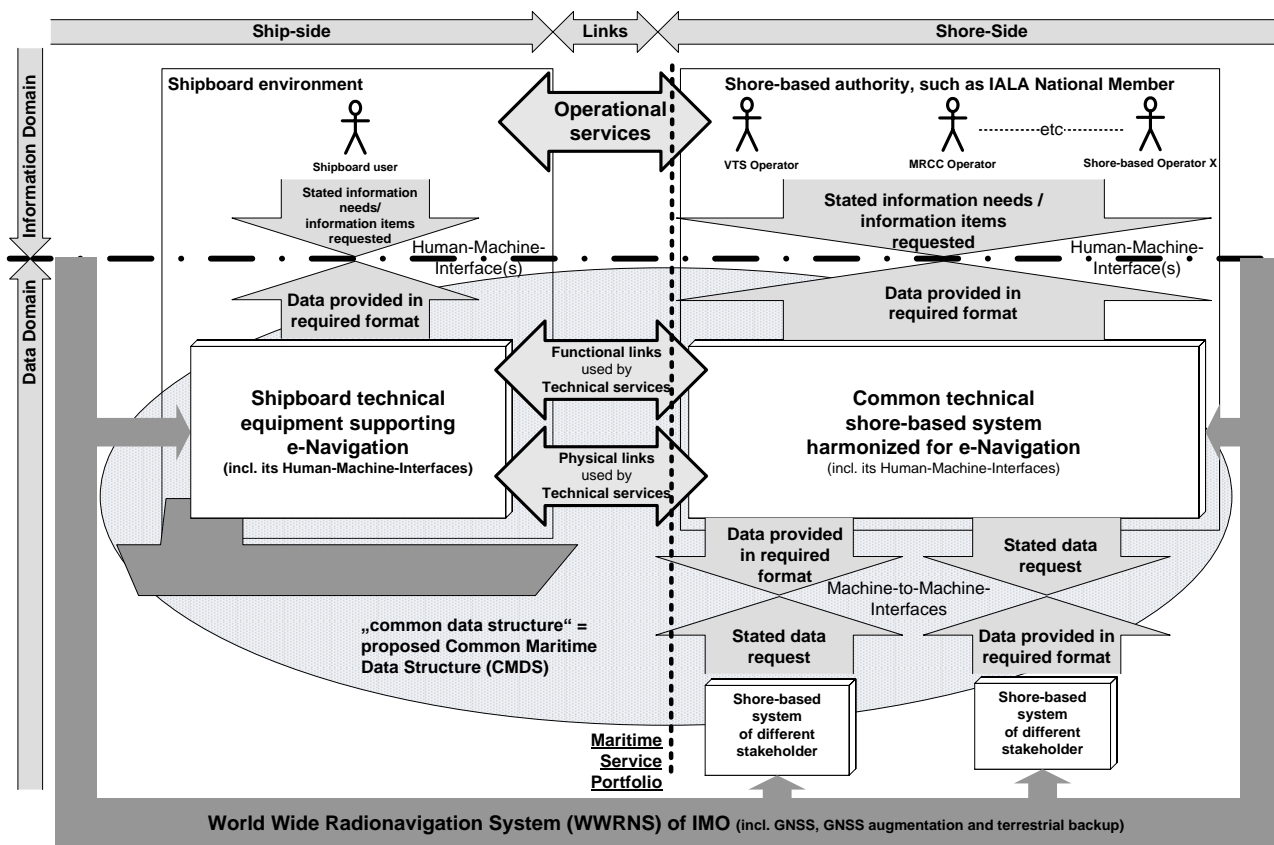 Ship-side
Links
Shore-Side
Information Domain
Data Domain
Shipboard environment
Shore-based authority, such as IALA National Member
Operational
services
Shipboard user
VTS Operator
MRCC Operator
etc
Shore-based Operator X
Stated information
needs/
information items
requested
Human-Machine-
Interface(s)
Stated information needs /
information items
requested
Human-Machine-
Interface(s)
Data provided in
required format
Data provided in
required format
Shipboard technical
equipment supporting
e-Navigation
(incl. its Human-Machine-Interfaces)
Functional links
used by
Technical services
Physical links
used by
Technical services
Common technical
shore-based system
harmonized for e-Navigation
(incl. its Human-Machine-Interfaces)
Data provided
in required
format
Stated data
request
Machine-to-Machine-
Interfaces
Stated data
request
Data provided in
required format
„common data structure“ =
proposed Common Maritime
Data Structure (CMDS)
Shore-based
system
of different
stakeholder
Shore-based
system
of different
stakeholder
Maritime
Service
Portfolio
World Wide Radionavigation System (WWRNS) of IMO (incl. GNSS, GNSS augmentation and terrestrial backup)